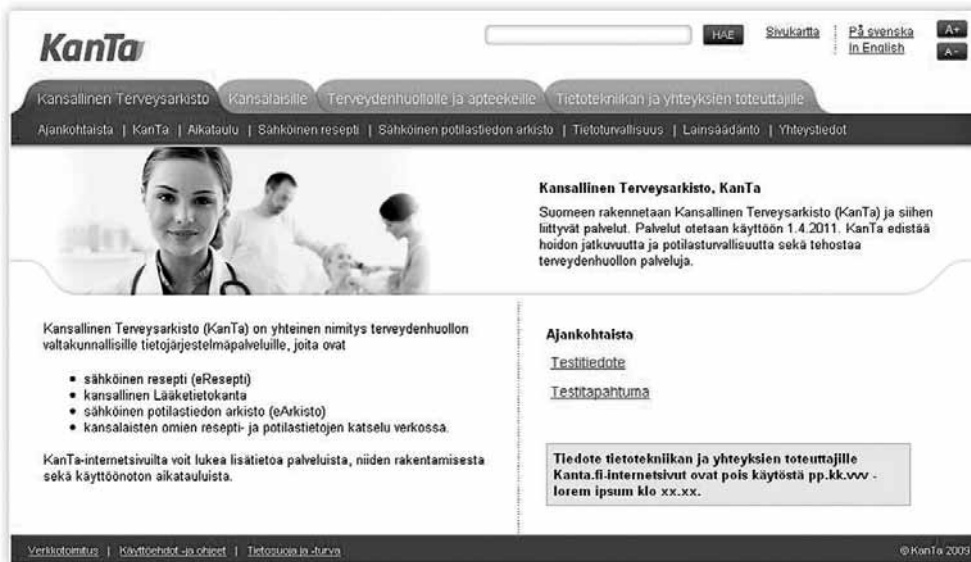 KanTa
HAE
Sivukartta
På svenska
In English
A+
A-
Kansallinen Terveysarkisto
Kansalaisille
Terveydenhuollolle ja apteekeille
Tietotekniikan ja yhteyksien toteuttajille
Ajankohtaista | KanTa | Aikataulu | Sähköinen resepti | Sähköinen potilastiedon arkisto | Tietoturvallisuus | Lainsäädäntö | Yhteystiedot
Kansallinen Terveysarkisto, KanTa
Suomeen rakennetaan Kansallinen Terveysarkisto (KanTa) ja siihen
liittyvät palvelut. Palvelut otetaan käyttöön 1.4.2011. KanTa edistää
hoidon jatkuvuutta ja potilasturvallisuutta sekä tehostaa
terveydenhuollon palveluja.
Kansallinen Terveysarkisto (KanTa) on yhteinen nimitys terveydenhuollon
valtakunnallisille tietojärjestelmäpalveluille, joita ovat
• sähköinen resepti (eResepti)
• kansallinen Lääketietokanta
• sähköinen potilastiedon arkisto (eArkisto)
• kansalaisten omien resepti- ja potilastietojen katselu verkossa.
KanTa-internetsivuilta voit lukea lisätietoa palveluista, niiden rakentamisesta
sekä käyttöönoton aikatauluista.
Ajankohtaista
Testitiedote
Testitapahtuma
Tiedote tietotekniikan ja yhteyksien toteuttajille
Kanta.fi-internetsivut ovat pois käytöstä pp.kk.vvvv -
lorem ipsum klo xx.xx.
Verkkotoimitus | Käyttöehdot -ja ohjeet | Tietosuoja ja -turva
© KanTa 2009